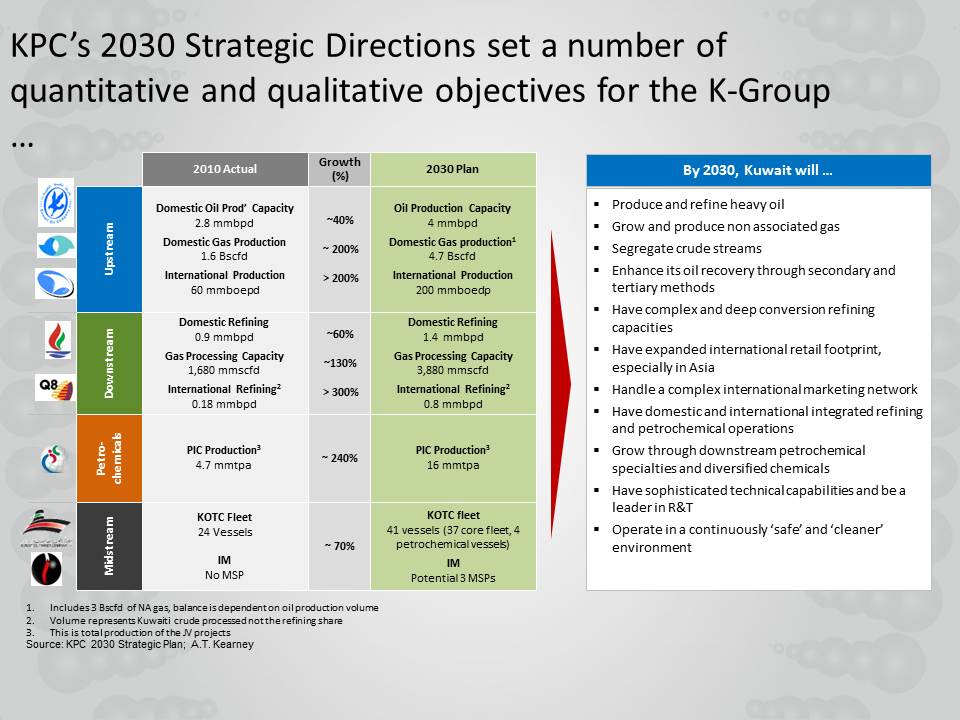 KPC’s 2030 Strategic Directions set a number of
quantitative and qualitative objectives for the K-Group
…
2010 Actual
Growth
(%)
2030 Plan
Upstream
Domestic Oil Prod’ Capacity
2.8 mmbpd
Domestic Gas Production
1.6 Bscfd
International Production
60 mmboepd
~40%
~ 200%
> 200%
Oil Production Capacity
4 mmbpd
Domestic Gas production1
4.7 Bscfd
International Production
200 mmboedp
Q8
Downstream
Domestic Refining
0.9 mmbpd
Gas Processing Capacity
1,680 mmscfd
International Refining2
0.18 mmbpd
~60%
~130%
> 300%
Domestic Refining
1.4 mmbpd
Gas Processing Capacity
3,880 mmscfd
International Refining2
0.8 mmbpd
Petro-
chemicals
PIC Production3
4.7 mmtpa
~ 240%
PIC Production3
16 mmtpa
Midstream
KOTC Fleet
24 Vessels
IM
No MSP
~ 70%
KOTC fleet
41 vessels (37 core fleet, 4
petrochemical vessels)
IM
Potential 3 MSPs
By 2030, Kuwait will …
▪ Produce and refine heavy oil
▪ Grow and produce non associated gas
▪ Segregate crude streams
▪ Enhance its oil recovery through secondary and
tertiary methods
▪ Have complex and deep conversion refining
capacities
▪ Have expanded international retail footprint,
especially in Asia
▪ Handle a complex international marketing network
▪ Have domestic and international integrated refining
and petrochemical operations
▪ Grow through downstream petrochemical
specialties and diversified chemicals
▪ Have sophisticated technical capabilities and be a
leader in R&T
▪ Operate in a continuously ‘safe’ and ‘cleaner’
environment
1. Includes 3 Bscfd of NA gas, balance is dependent on oil production volume
2. Volume represents Kuwaiti crude processed not the refining share
3. This is total production of the JV projects
Source: KPC 2030 Strategic Plan; A.T. Kearney